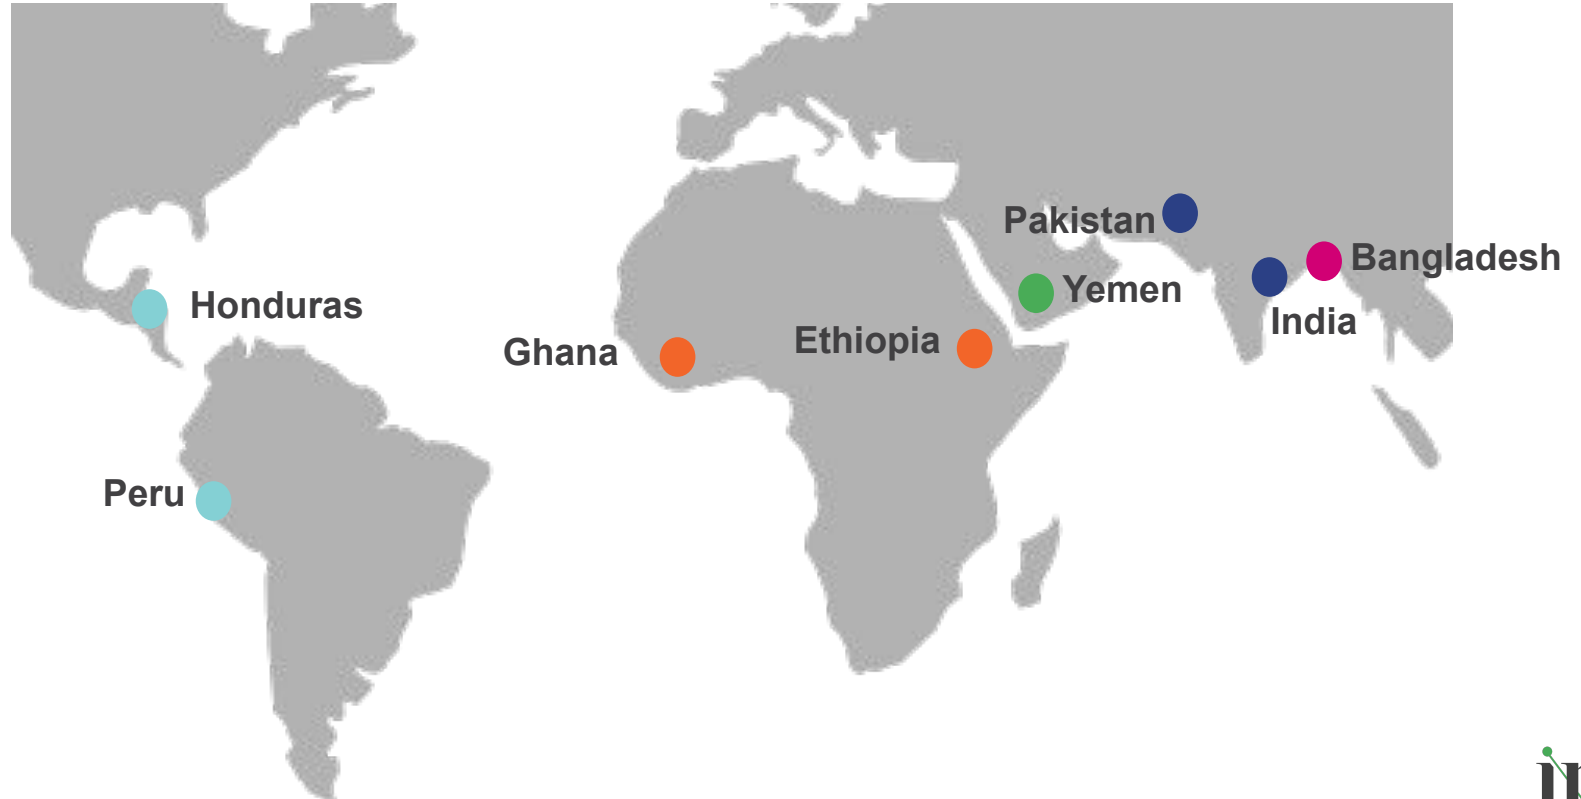 Pakistan
Bangladesh
Yemen
Honduras
India
Ethiopia
Ghana
Peru